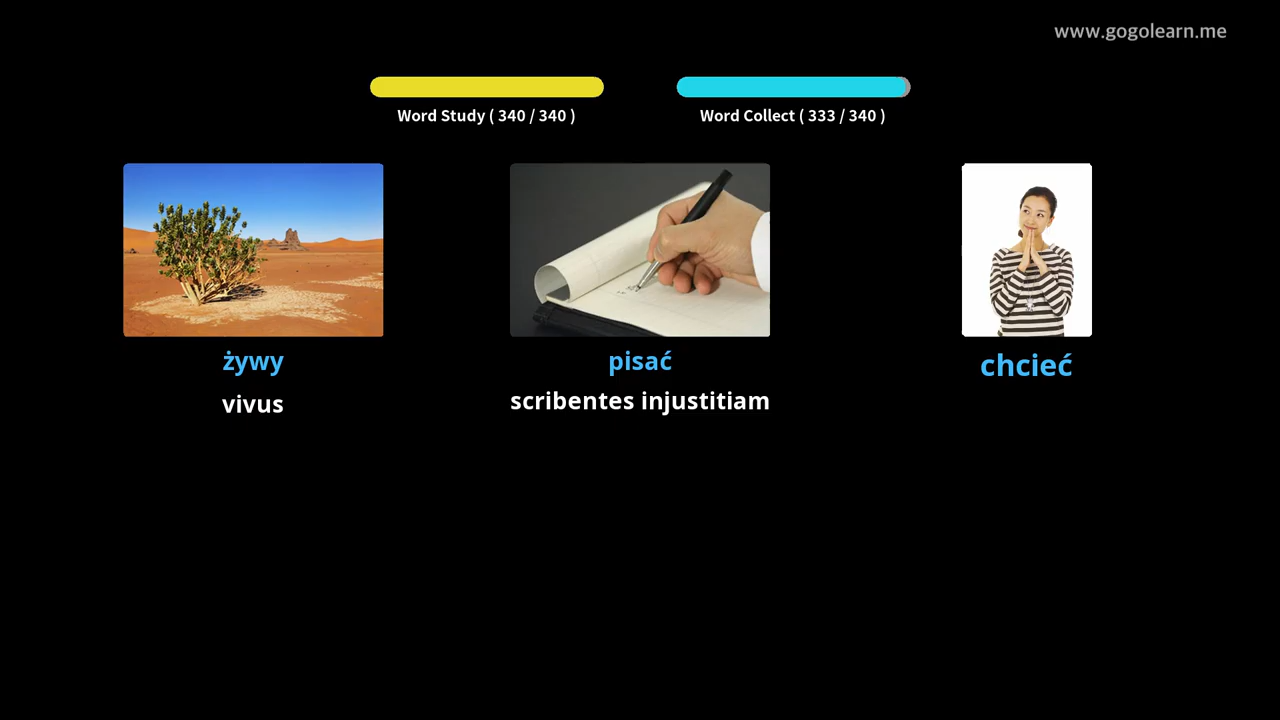 www.gogolearn.me
Word Study ( 340 / 340 )
Word Collect ( 333 / 340 )
żywy
pisać
chcieć
vivus
scribentes injustitiam